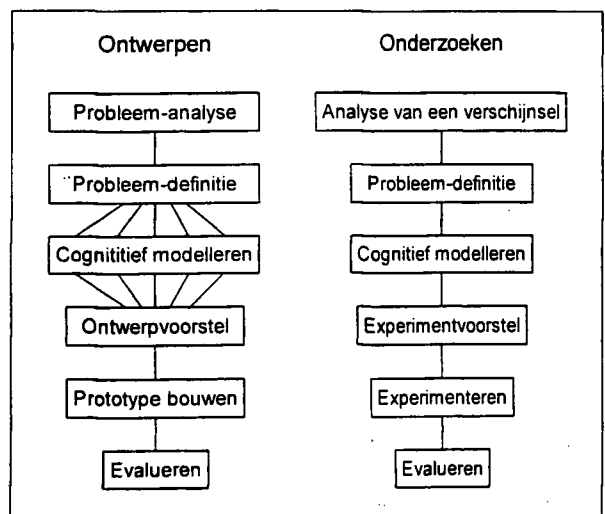 Ontwerpen
Probleem-analyse
Probleem-definitie
Cognititief modelleren
Ontwerpvoorstel
Prototype bouwen
Evalueren
Onderzoeken
Analyse van een verschijnsel
Probleem-definitie
Cognitief modelleren
Experimentvoorstel
Experimenteren
Evalueren